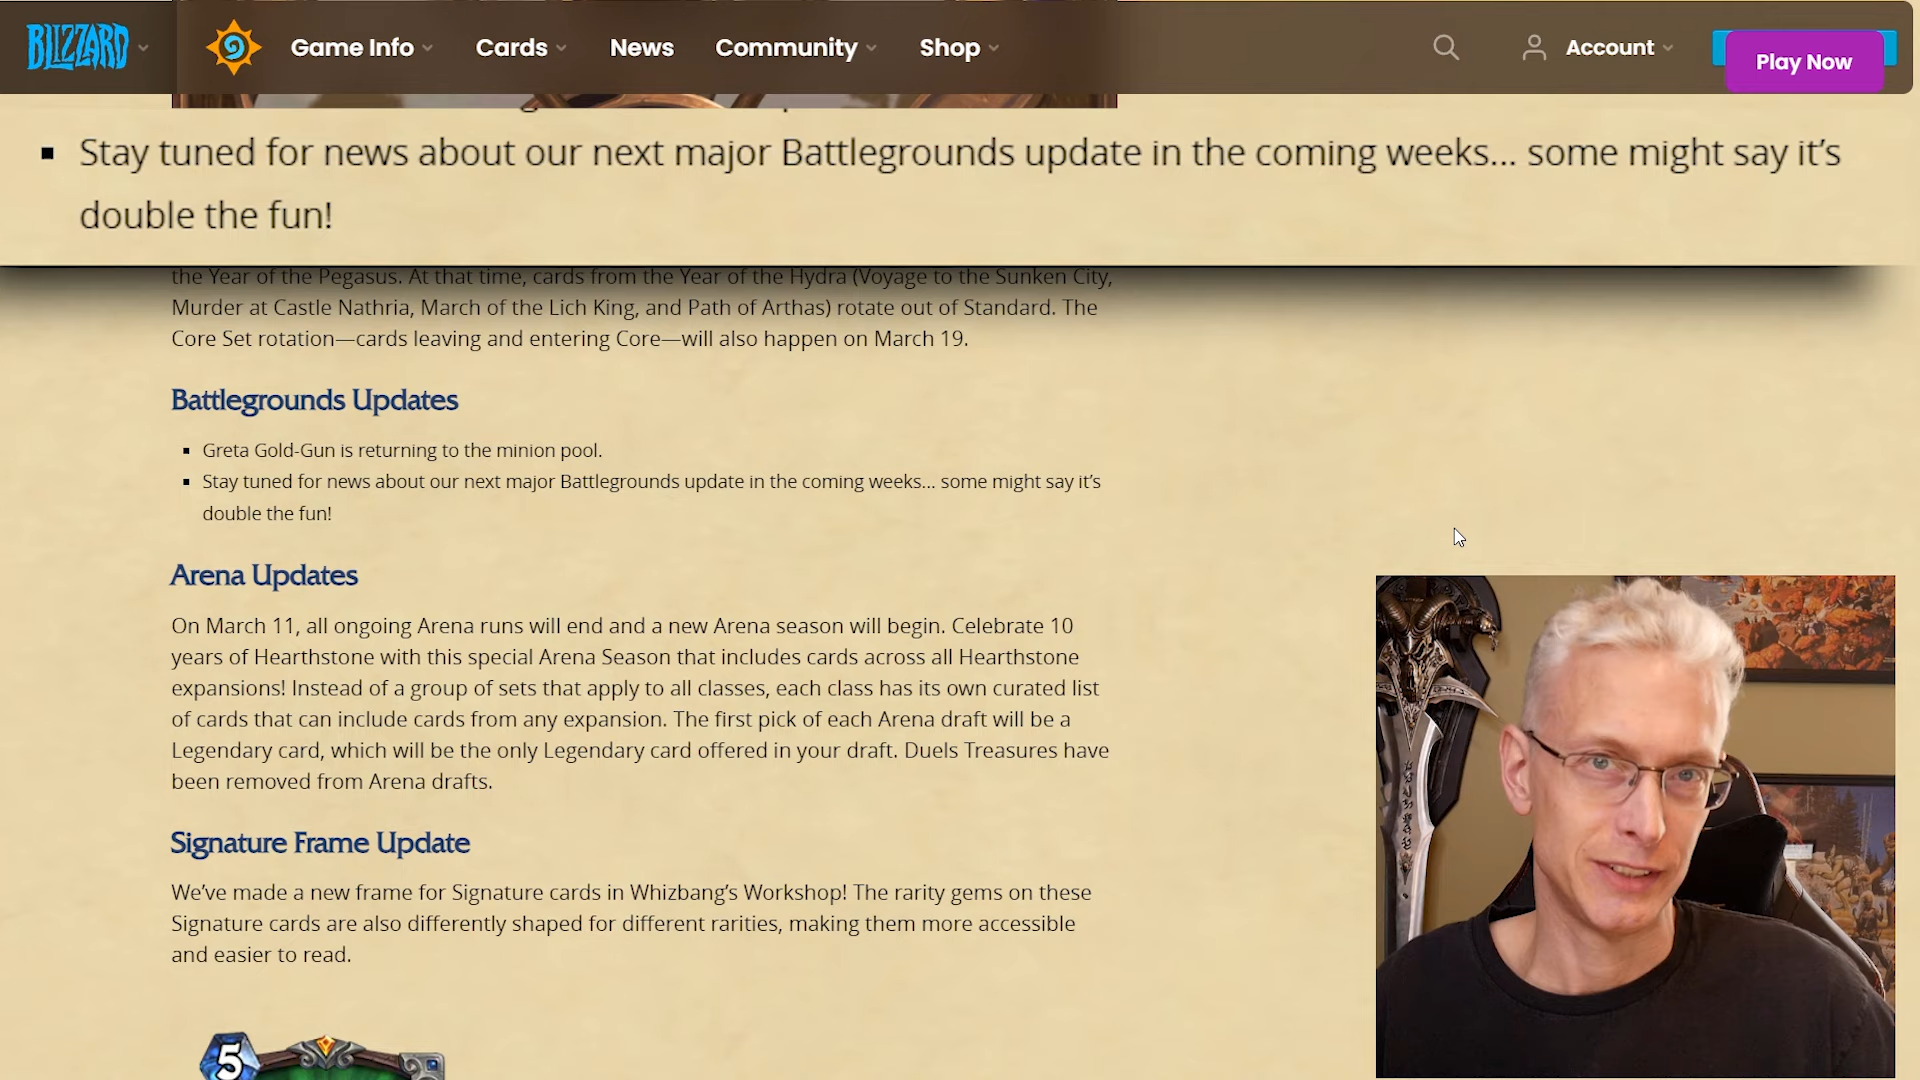 BLIZZARD
Game Info
Cards
News
Community
Shop
Account
Play Now
▪ Stay tuned for news about our next major Battlegrounds update in the coming weeks... some might say it's
double the fun!
the Year of the Pegasus. At that time, cards from the Year of the Hydra (Voyage to the Sunken City,
Murder at Castle Nathria, March of the Lich King, and Path of Arthas) rotate out of Standard. The
Core Set rotation—cards leaving and entering Core—will also happen on March 19.
Battlegrounds Updates
▪ Greta Gold-Gun is returning to the minion pool.
▪ Stay tuned for news about our next major Battlegrounds update in the coming weeks... some might say it's
double the fun!
Arena Updates
On March 11, all ongoing Arena runs will end and a new Arena season will begin. Celebrate 10
years of Hearthstone with this special Arena Season that includes cards across all Hearthstone
expansions! Instead of a group of sets that apply to all classes, each class has its own curated list
of cards that can include cards from any expansion. The first pick of each Arena draft will be a
Legendary card, which will be the only Legendary card offered in your draft. Duels Treasures have
been removed from Arena drafts.
Signature Frame Update
We've made a new frame for Signature cards in Whizbang's Workshop! The rarity gems on these
Signature cards are also differently shaped for different rarities, making them more accessible
and easier to read.
5